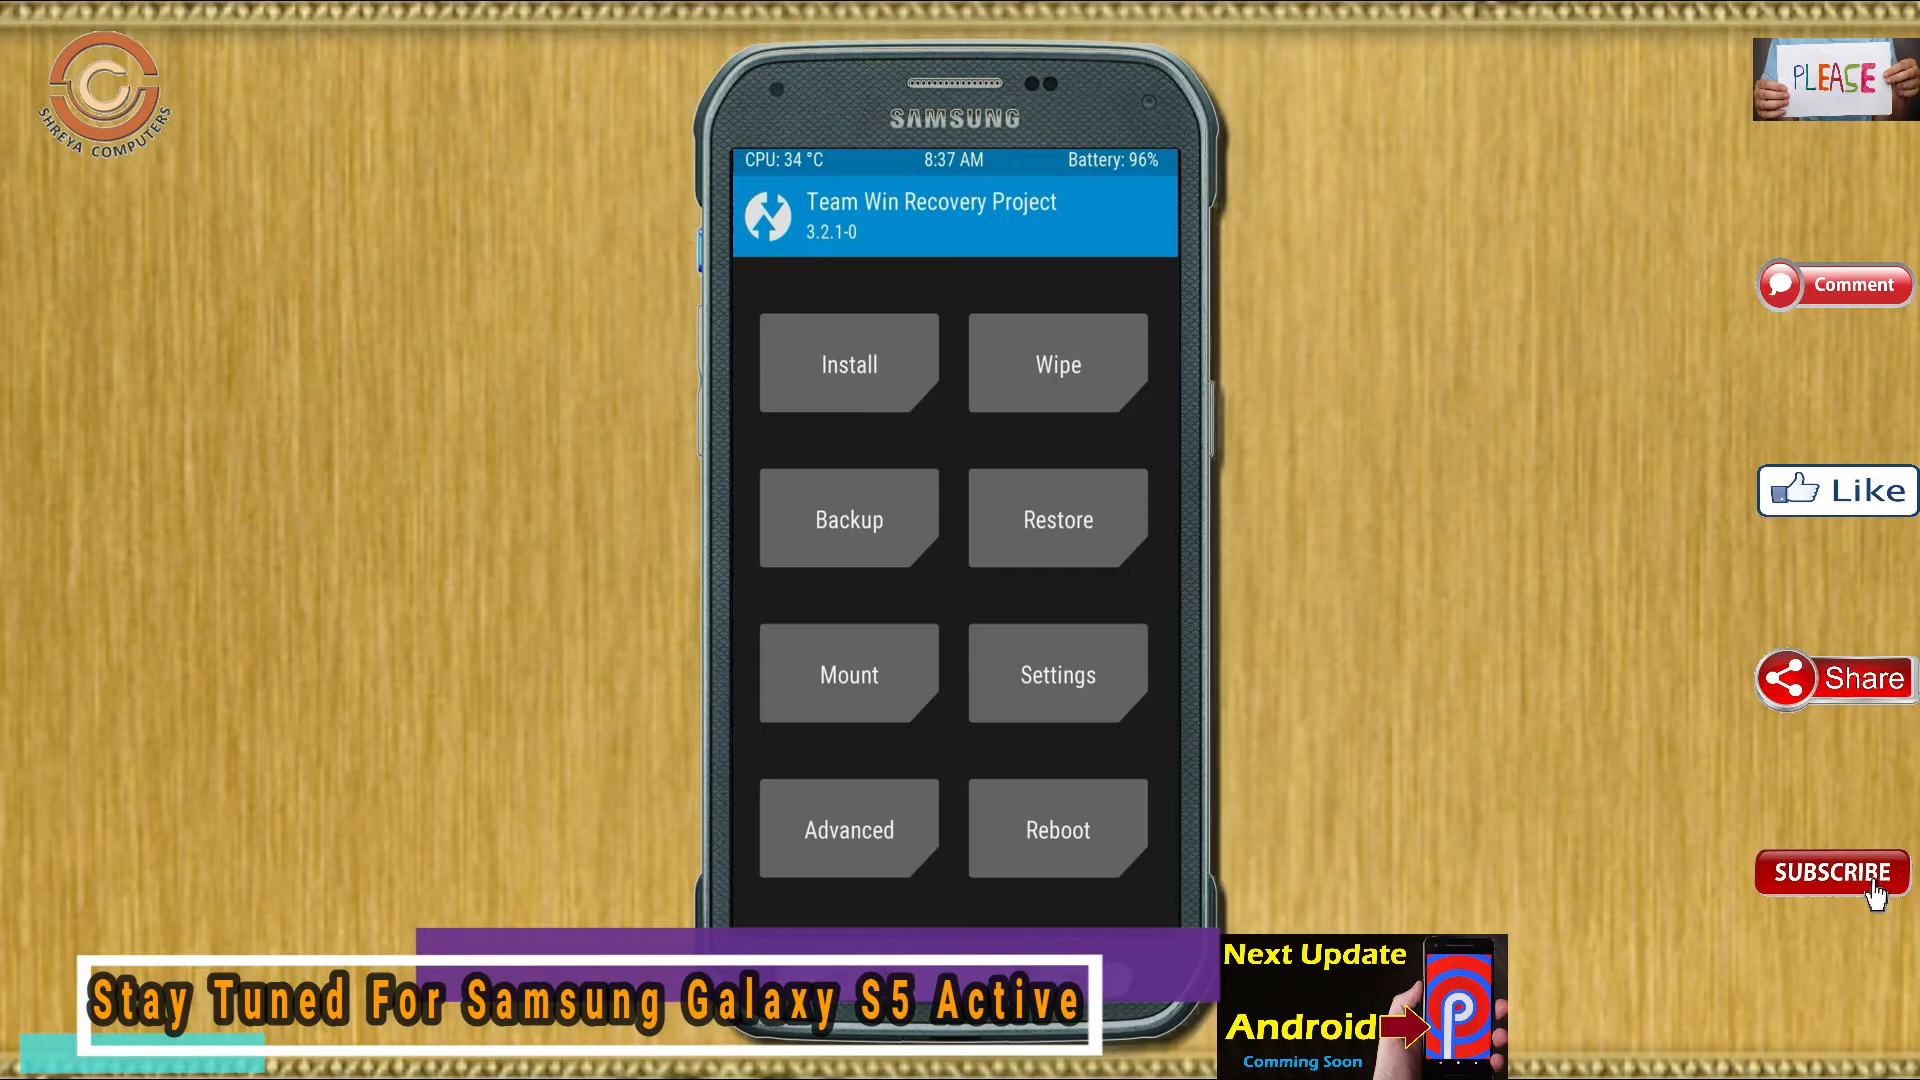 SHREYA COMPUTERS
PLEASE
SAMSUNG
CPU: 34 °C 8:37 AM Battery: 96%
Team Win Recovery Project
3.2.1-0
Install Wipe
Backup Restore
Mount Settings
Advanced Reboot
Comment
Like
Share
SUBSCRIBE
Stay Tuned For Samsung Galaxy S5 Active
Next Update
Android
Comming Soon